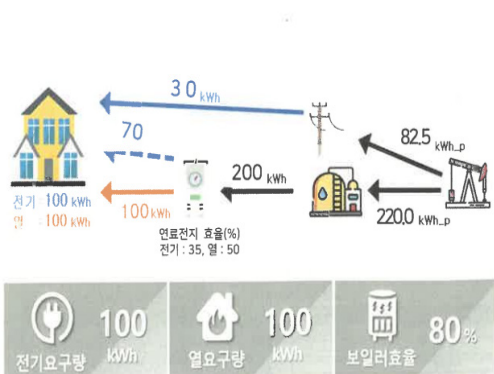 30 kWh
70
82.5 kWh_p
200 kWh
전기 100 kWh
열 : 100 kWh
100 kWh
220.0 kWh_p
연료전지 효율(%)
전기 : 35, 열 : 50
전기요구량 100 kWh
열요구량 100 kWh
보일러효율 80%